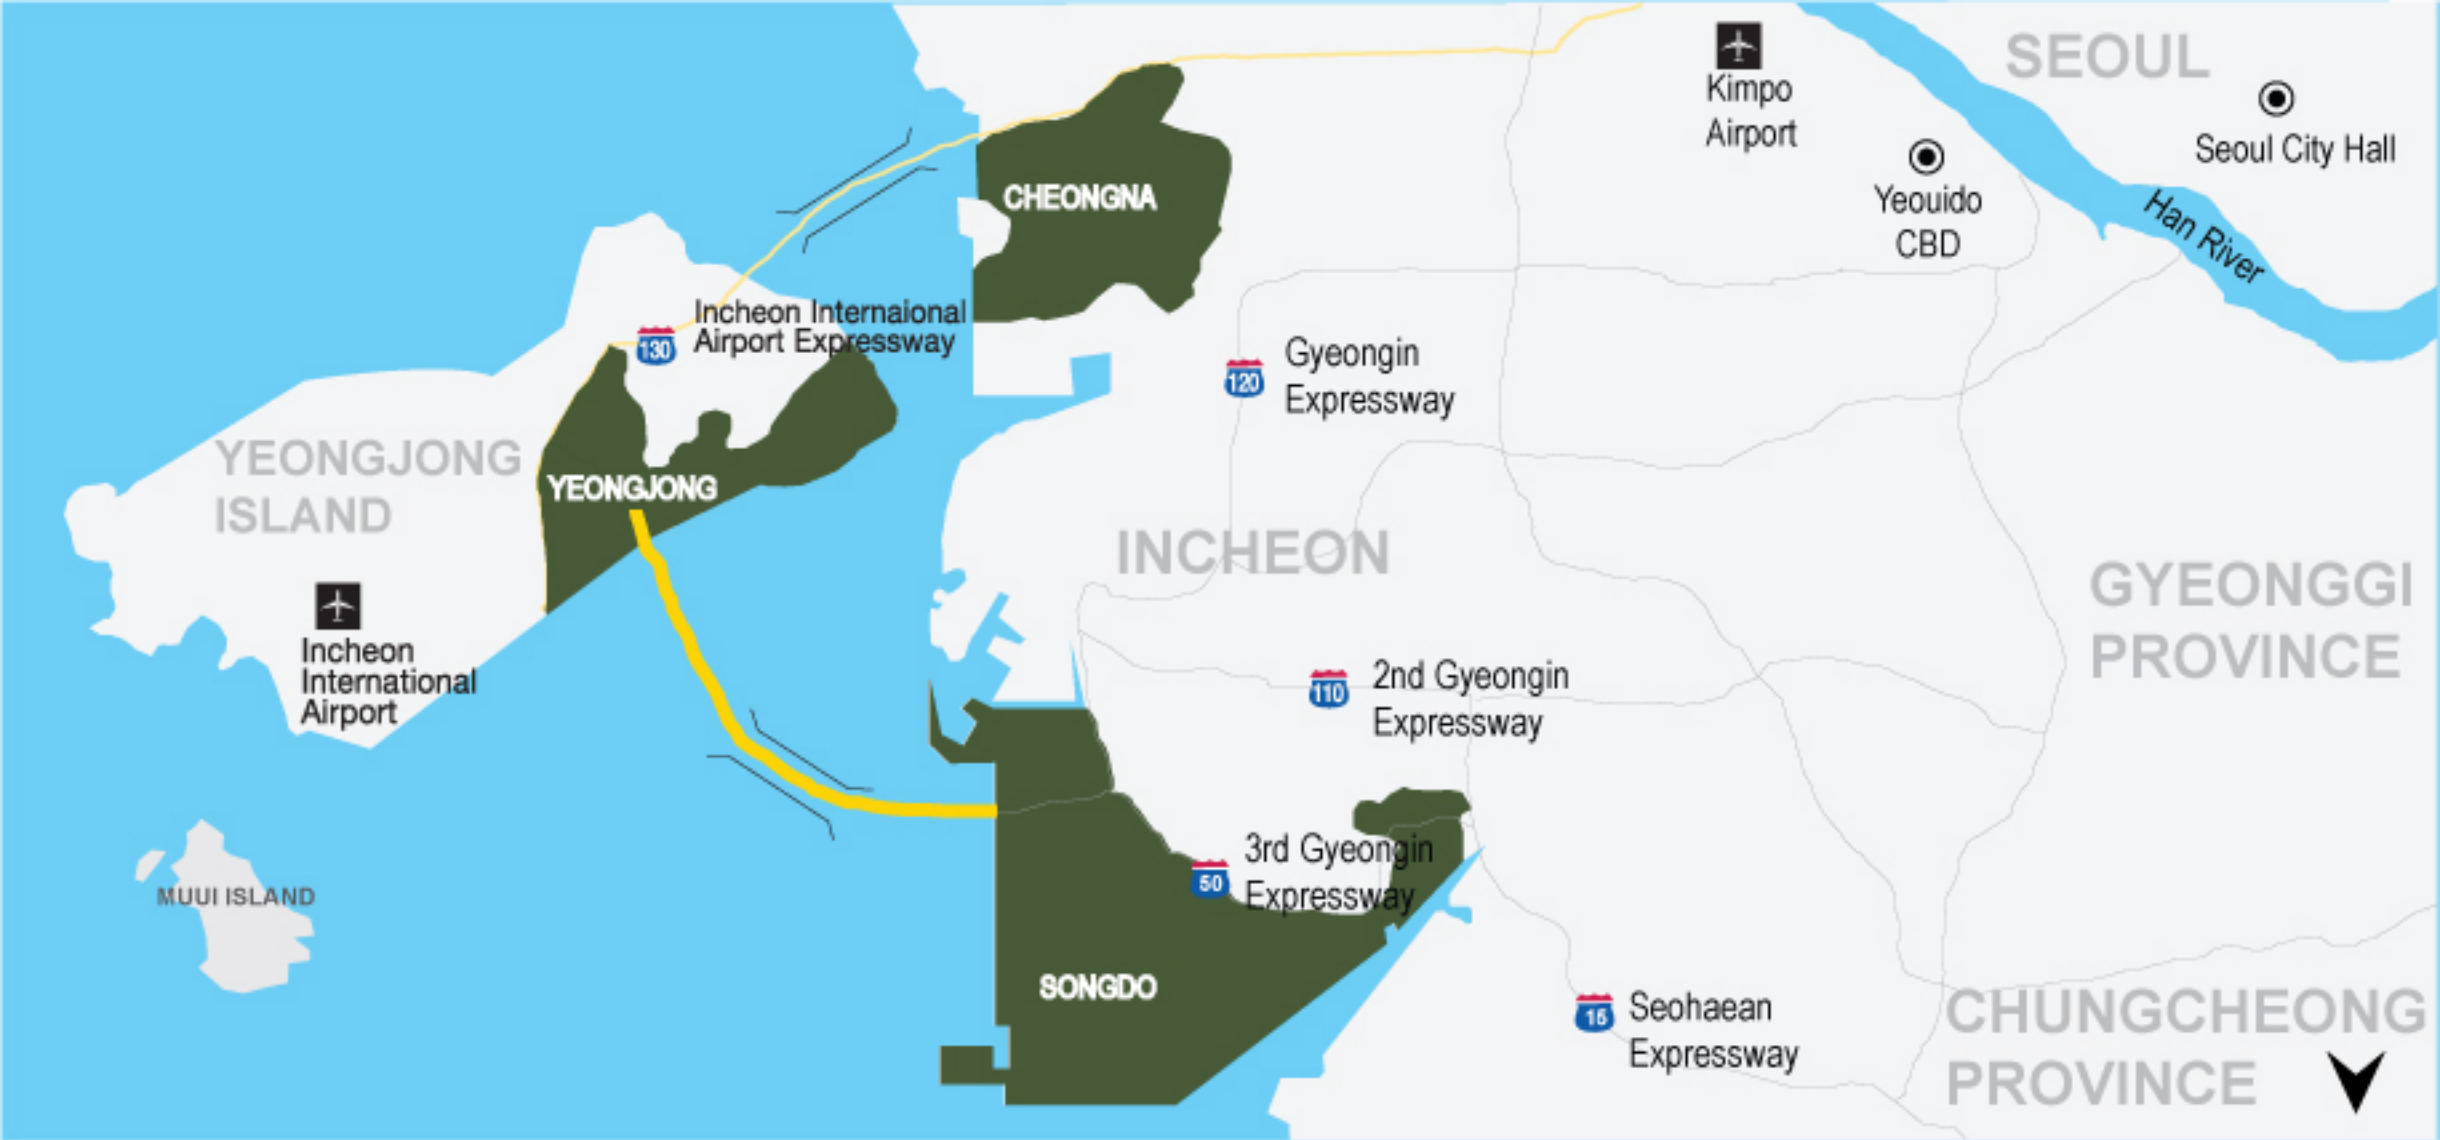 SEOUL
Kimpo
Airport
Seoul City Hall
Yeouido
CBD
Han River
CHEONGNA
Incheon Internaional
Airport Expressway
130
Gyeongin
Expressway
120
YEONGJONG
ISLAND
YEONGJONG
INCHEON
GYEONGGI
PROVINCE
Incheon
International
Airport
2nd Gyeongin
Expressway
110
3rd Gyeongin
Expressway
50
MUUI ISLAND
SONGDO
Seohaean
Expressway
15
CHUNGCHEONG
PROVINCE